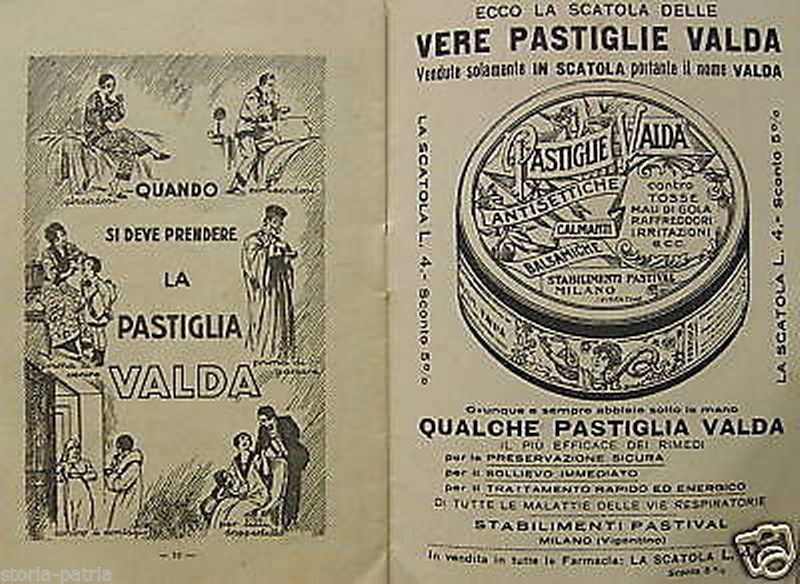 QUANDO
SI DEVE PRENDERE
LA
PASTIGLIA
VALDA
ECCO LA SCATOLA DELLE
VERE PASTIGLIE VALDA
Vendute solamente IN SCATOLA portante il nome VALDA
LA SCATOLA L. 4.- Sconto 5%
PASTIGLIE VALDA
ANTISETTICHE
CALMANTI
BALSAMICHE
contro
TOSSE
MAL DI GOLA
RAFFREDDORI
IRRITAZIONI
ECC
STABILIMENTI PASTIVAL
MILANO
LA SCATOLA L. 4.- Sconto 5%
Ovunque e sempre abbiate sotto la mano
QUALCHE PASTIGLIA VALDA
IL PIÙ EFFICACE DEI RIMEDI
per la PRESERVAZIONE SICURA
per il SOLLIEVO IMMEDIATO
per il TRATTAMENTO RAPIDO ED ENERGICO
DI TUTTE LE MALATTIE DELLE VIE RESPIRATORIE
STABILIMENTI PASTIVAL
MILANO (Vigentino)
In vendita in tutte le Farmacie: LA SCATOLA L. 4
Sconto 5%
storia-patria